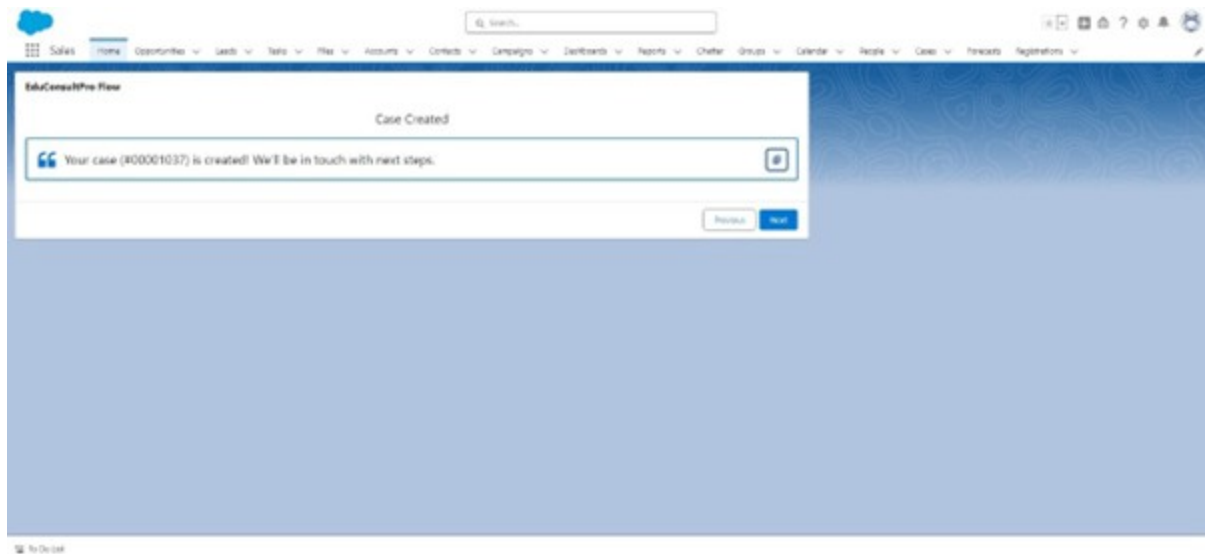 Search...
Sales Home Opportunities Leads Tasks Files Accounts Contacts Campaigns Dashboards Reports Chatter Groups Calendar People Cases Forecasts Registrations
EduConsultPro Flow
Case Created
Your case (#00001037) is created! We'll be in touch with next steps.
Previous Next
To Do List